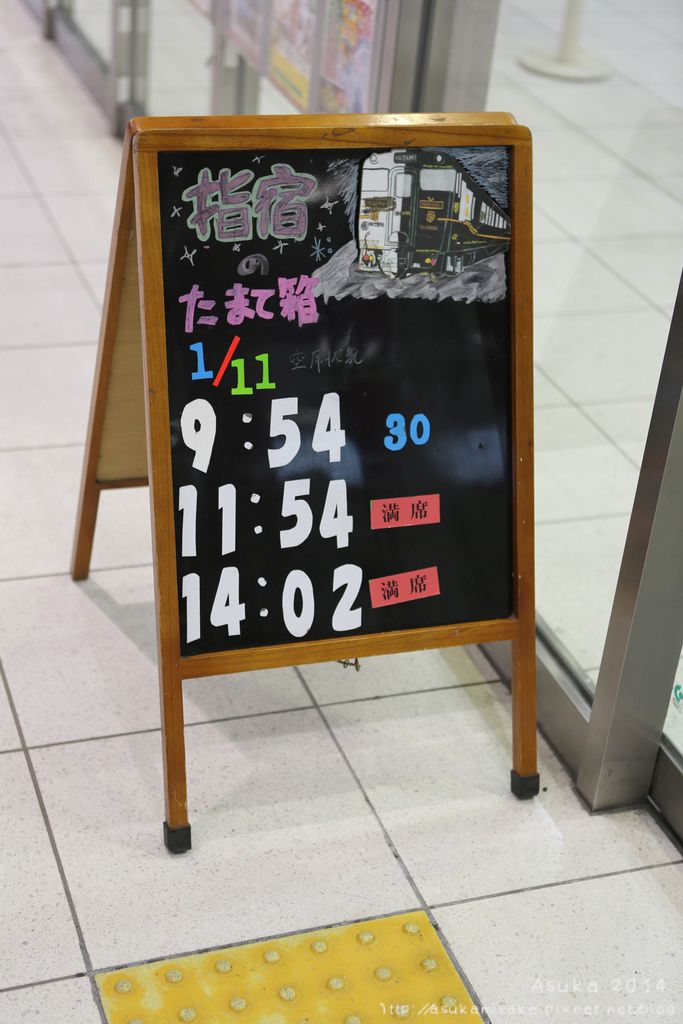 指宿
の
たまて箱
1/11 空席状況
9:54 30
11:54 満席
14:02 満席
Asuka 2014
http://asukamiyake.pixnet.net/blog